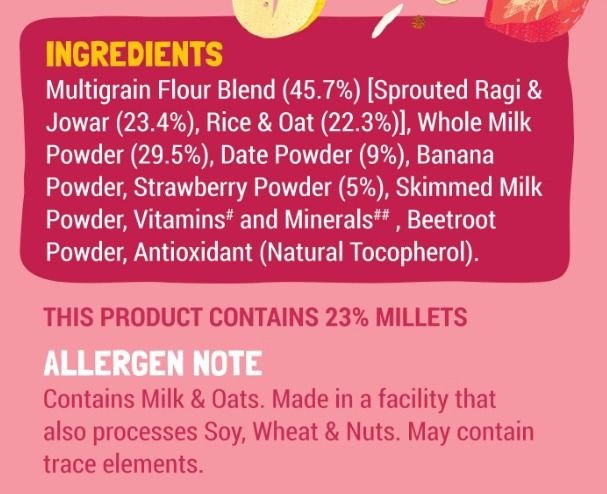 INGREDIENTS
Multigrain Flour Blend (45.7%) [Sprouted Ragi &
Jowar (23.4%), Rice & Oat (22.3%)], Whole Milk
Powder (29.5%), Date Powder (9%), Banana
Powder, Strawberry Powder (5%), Skimmed Milk
Powder, Vitamins# and Minerals## , Beetroot
Powder, Antioxidant (Natural Tocopherol).
THIS PRODUCT CONTAINS 23% MILLETS
ALLERGEN NOTE
Contains Milk & Oats. Made in a facility that
also processes Soy, Wheat & Nuts. May contain
trace elements.